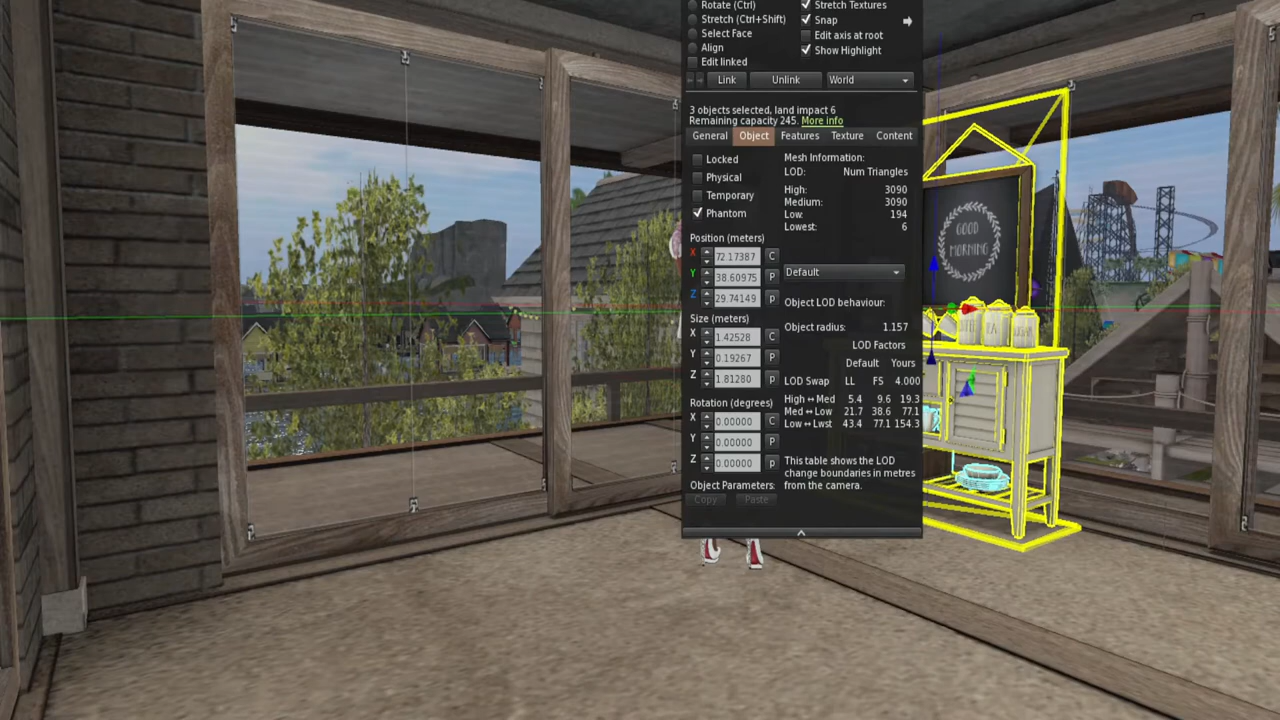 Rotate (Ctrl)
Stretch Textures
Stretch (Ctrl+Shift)
Snap
Select Face
Edit axis at root
Align
Show Highlight
Edit linked
Link
Unlink
World
3 objects selected, land impact 6
Remaining capacity 245. More info
General
Object
Features
Texture
Content
Locked
Physical
Temporary
Phantom
Mesh Information:
LOD: Num Triangles
High: 3090
Medium: 3090
Low: 194
Lowest: 6
Position (meters)
X 72.17387 C
Y 38.60975 P
Z 29.74149 P
Default
Object LOD behaviour:
Size (meters)
X 1.42528 C
Y 0.19267 P
Z 1.81280 P
Object radius: 1.157
LOD Factors
Default Yours
LOD Swap LL FS 4.000
High↔Med 5.4 9.6 19.3
Med↔Low 21.7 38.6 77.1
Low↔Lwst 43.4 77.1 154.3
Rotation (degrees)
X 0.00000 C
Y 0.00000 P
Z 0.00000 P
This table shows the LOD
change boundaries in metres
from the camera.
Object Parameters:
Copy
Paste
GOOD
MORNING